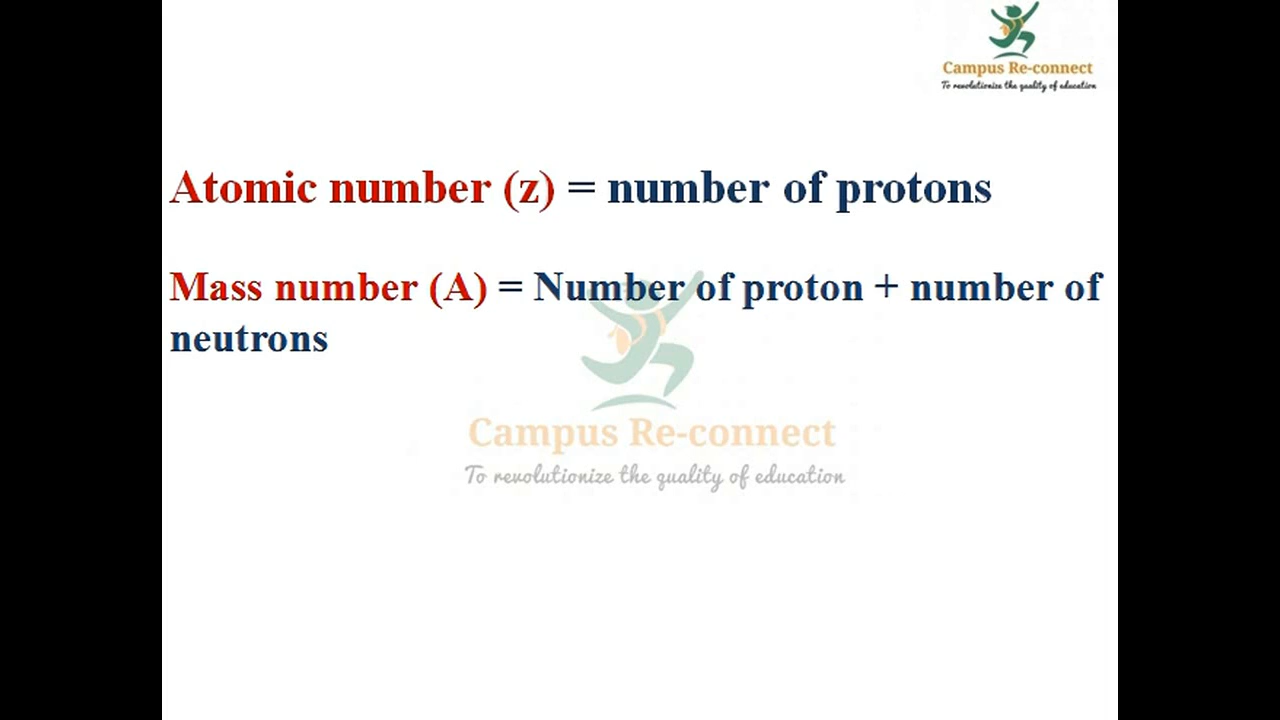 Campus Re-connect
To revolutionize the quality of education
Atomic number (z) = number of protons
Mass number (A) = Number of proton + number of
neutrons
Campus Re-connect
To revolutionize the quality of education